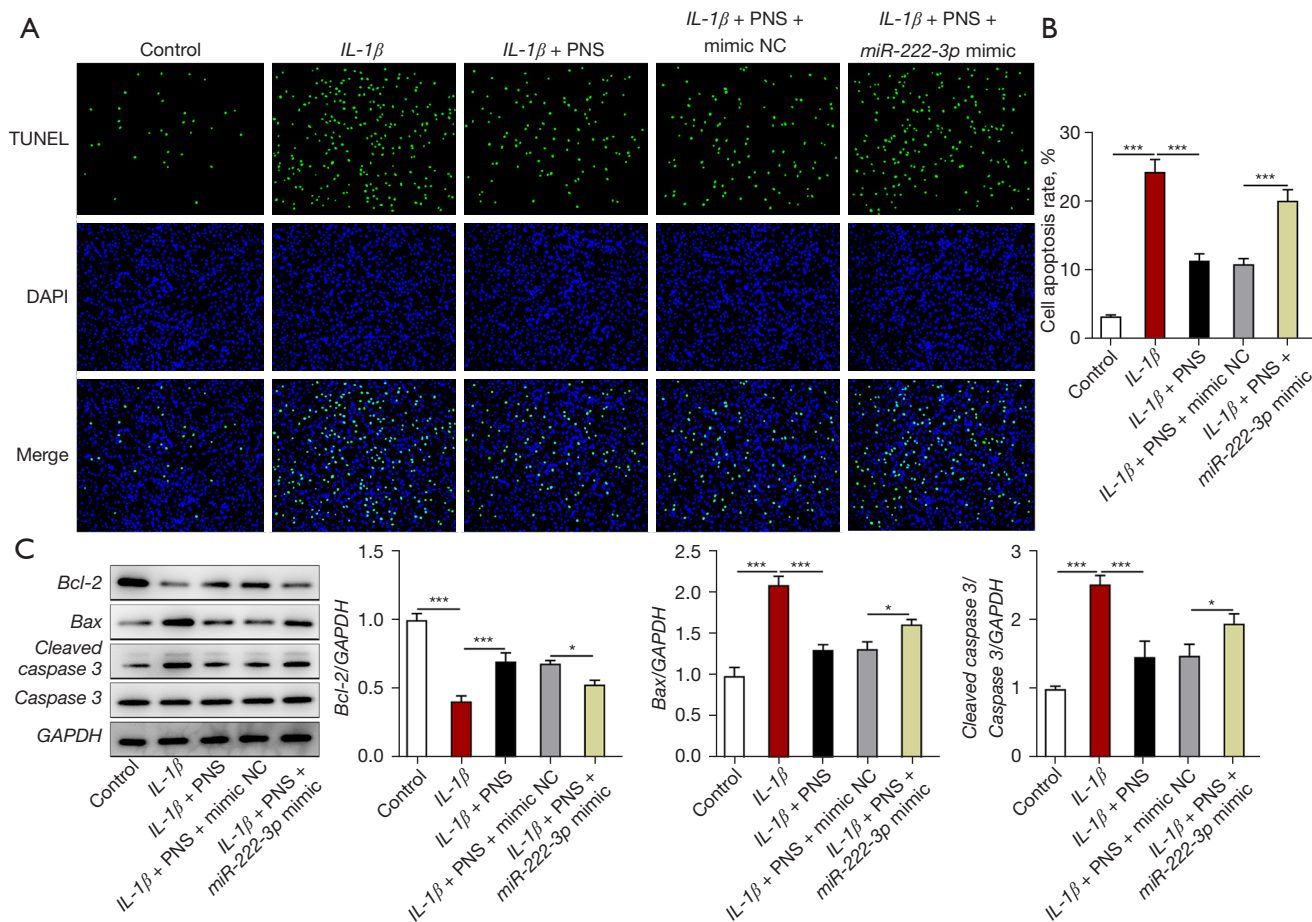 A
Control
IL-1β
IL-1β + PNS
IL-1β + PNS +
mimic NC
IL-1β + PNS +
miR-222-3p mimic
TUNEL
DAPI
Merge
B
Cell apoptosis rate, %
30
20
10
0
***
***
***
Control
IL-1β
IL-1β + PNS
IL-1β + PNS + mimic NC
IL-1β + PNS +
miR-222-3p mimic
C
Bcl-2
Bax
Cleaved
caspase 3
Caspase 3
GAPDH
Control
IL-1β
IL-1β + PNS
IL-1β + PNS + mimic NC
IL-1β + PNS +
miR-222-3p mimic
Bcl-2/GAPDH
1.5
1.0
0.5
0.0
***
***
*
Control
IL-1β
IL-1β + PNS
IL-1β + PNS + mimic NC
IL-1β + PNS +
miR-222-3p mimic
Bax/GAPDH
2.5
2.0
1.5
1.0
0.5
0.0
***
***
*
Control
IL-1β
IL-1β + PNS
IL-1β + PNS + mimic NC
IL-1β + PNS +
miR-222-3p mimic
Cleaved caspase 3/
Caspase 3/GAPDH
3
2
1
0
***
***
*
Control
IL-1β
IL-1β + PNS
IL-1β + PNS + mimic NC
IL-1β + PNS +
miR-222-3p mimic